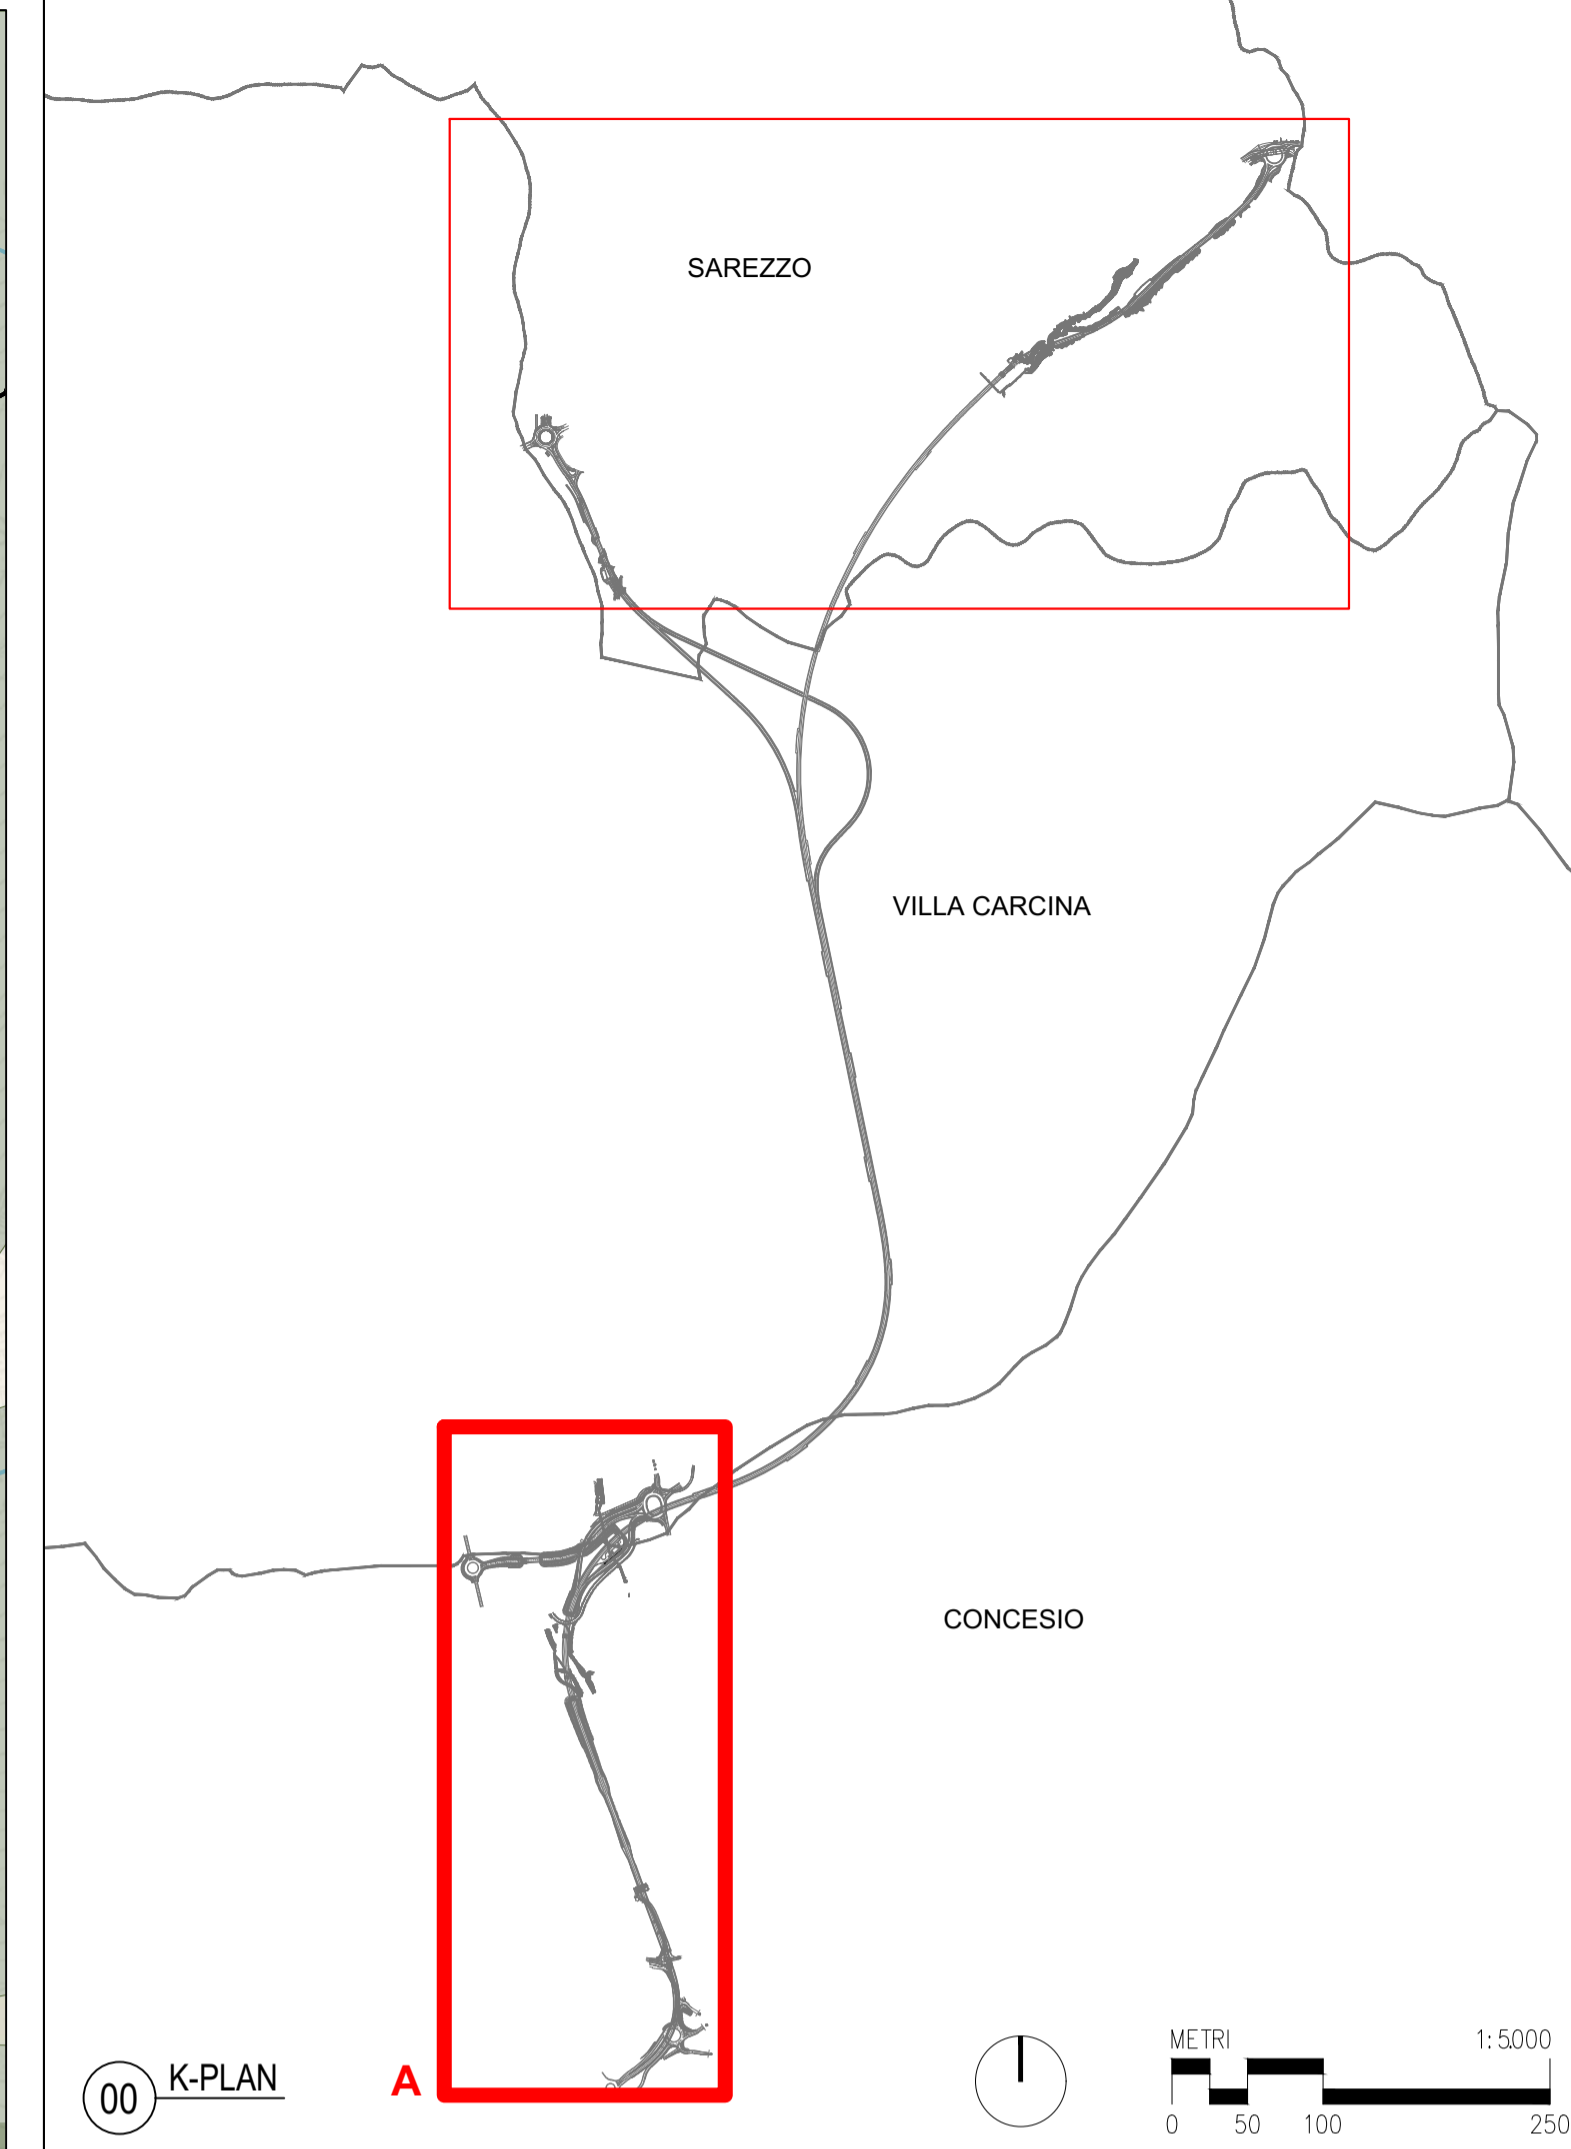 SAREZZO
VILLA CARCINA
CONCESIO
00 K-PLAN
A
METRI 1:5000
0 50 100 250